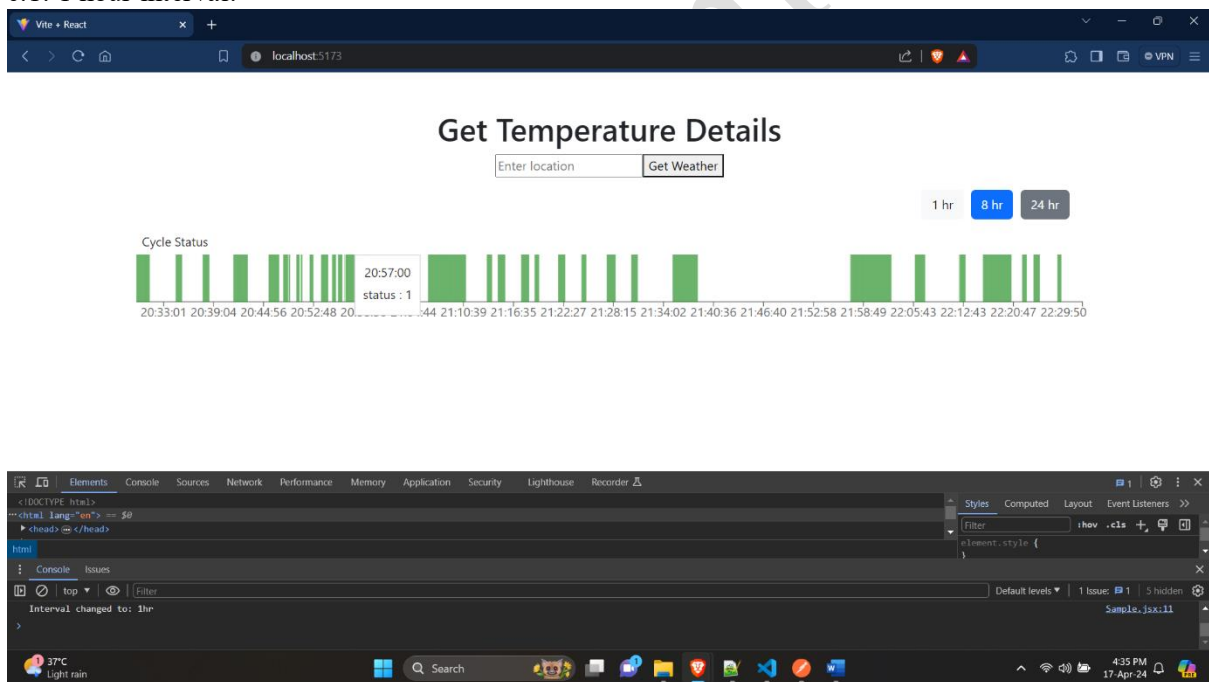 Vite + React
localhost:5173
VPN
Get Temperature Details
Enter location Get Weather
1 hr 8 hr 24 hr
Cycle Status
20:57:00
status : 1
20:33:01 20:39:04 20:44:56 20:52:48 21:10:39 21:16:35 21:22:27 21:28:15 21:34:02 21:40:36 21:46:40 21:52:58 21:58:49 22:05:43 22:12:43 22:20:47 22:29:50
Elements Console Sources Network Performance Memory Application Security Lighthouse Recorder 1
<!DOCTYPE html>
<html lang="en"> == $0
<head> </head>
html
Styles Computed Layout Event Listeners
Filter :hov .cls
element.style {
}
Console Issues
top Filter Default levels 1 Issue: 1 5 hidden
Interval changed to: 1hr Sample.jsx:11
37°C
Light rain
Search
4:35 PM
17-Apr-24